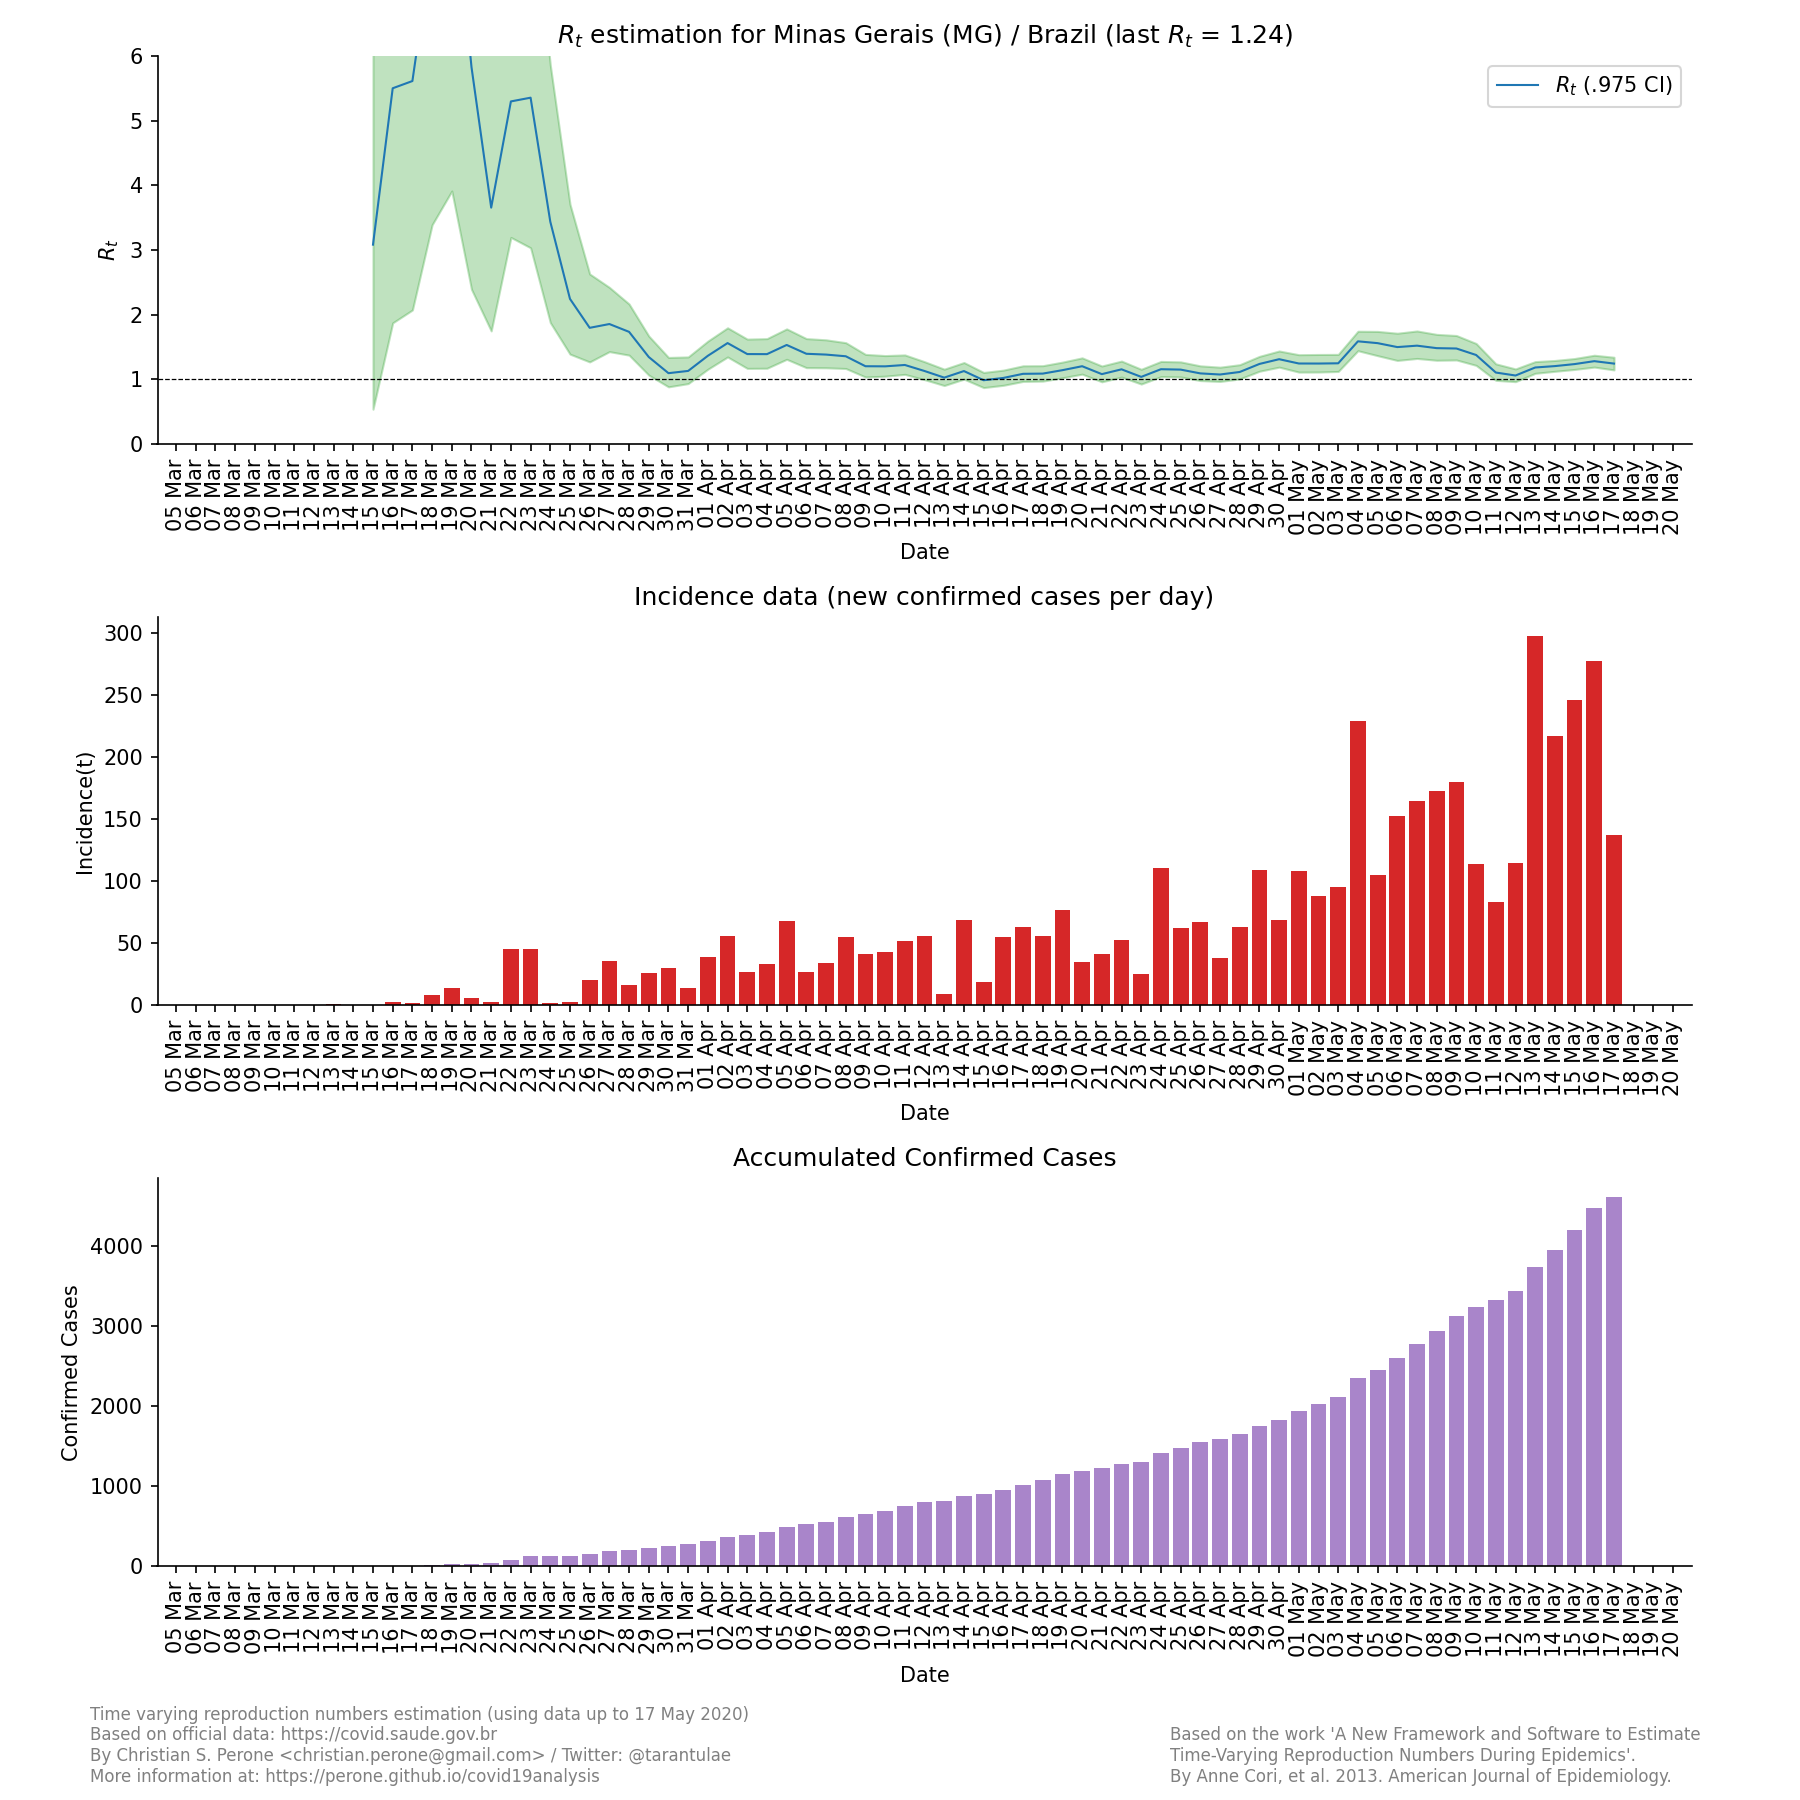 Rt estimation for Minas Gerais (MG) / Brazil (last Rt = 1.24)
Rt (.975 CI)
6
5
4
3
2
1
0
Rt
05 Mar 06 Mar 07 Mar 08 Mar 09 Mar 10 Mar 11 Mar 12 Mar 13 Mar 14 Mar 15 Mar 16 Mar 17 Mar 18 Mar 19 Mar 20 Mar 21 Mar 22 Mar 23 Mar 24 Mar 25 Mar 26 Mar 27 Mar 28 Mar 29 Mar 30 Mar 31 Mar 01 Apr 02 Apr 03 Apr 04 Apr 05 Apr 06 Apr 07 Apr 08 Apr 09 Apr 10 Apr 11 Apr 12 Apr 13 Apr 14 Apr 15 Apr 16 Apr 17 Apr 18 Apr 19 Apr 20 Apr 21 Apr 22 Apr 23 Apr 24 Apr 25 Apr 26 Apr 27 Apr 28 Apr 29 Apr 30 Apr 01 May 02 May 03 May 04 May 05 May 06 May 07 May 08 May 09 May 10 May 11 May 12 May 13 May 14 May 15 May 16 May 17 May 18 May 19 May 20 May
Date
Incidence data (new confirmed cases per day)
300
250
200
150
100
50
0
Incidence(t)
05 Mar 06 Mar 07 Mar 08 Mar 09 Mar 10 Mar 11 Mar 12 Mar 13 Mar 14 Mar 15 Mar 16 Mar 17 Mar 18 Mar 19 Mar 20 Mar 21 Mar 22 Mar 23 Mar 24 Mar 25 Mar 26 Mar 27 Mar 28 Mar 29 Mar 30 Mar 31 Mar 01 Apr 02 Apr 03 Apr 04 Apr 05 Apr 06 Apr 07 Apr 08 Apr 09 Apr 10 Apr 11 Apr 12 Apr 13 Apr 14 Apr 15 Apr 16 Apr 17 Apr 18 Apr 19 Apr 20 Apr 21 Apr 22 Apr 23 Apr 24 Apr 25 Apr 26 Apr 27 Apr 28 Apr 29 Apr 30 Apr 01 May 02 May 03 May 04 May 05 May 06 May 07 May 08 May 09 May 10 May 11 May 12 May 13 May 14 May 15 May 16 May 17 May 18 May 19 May 20 May
Date
Accumulated Confirmed Cases
4000
3000
2000
1000
0
Confirmed Cases
05 Mar 06 Mar 07 Mar 08 Mar 09 Mar 10 Mar 11 Mar 12 Mar 13 Mar 14 Mar 15 Mar 16 Mar 17 Mar 18 Mar 19 Mar 20 Mar 21 Mar 22 Mar 23 Mar 24 Mar 25 Mar 26 Mar 27 Mar 28 Mar 29 Mar 30 Mar 31 Mar 01 Apr 02 Apr 03 Apr 04 Apr 05 Apr 06 Apr 07 Apr 08 Apr 09 Apr 10 Apr 11 Apr 12 Apr 13 Apr 14 Apr 15 Apr 16 Apr 17 Apr 18 Apr 19 Apr 20 Apr 21 Apr 22 Apr 23 Apr 24 Apr 25 Apr 26 Apr 27 Apr 28 Apr 29 Apr 30 Apr 01 May 02 May 03 May 04 May 05 May 06 May 07 May 08 May 09 May 10 May 11 May 12 May 13 May 14 May 15 May 16 May 17 May 18 May 19 May 20 May
Date
Time varying reproduction numbers estimation (using data up to 17 May 2020)
Based on official data: https://covid.saude.gov.br
By Christian S. Perone <christian.perone@gmail.com> / Twitter: @tarantulae
More information at: https://perone.github.io/covid19analysis
Based on the work 'A New Framework and Software to Estimate
Time-Varying Reproduction Numbers During Epidemics'.
By Anne Cori, et al. 2013. American Journal of Epidemiology.